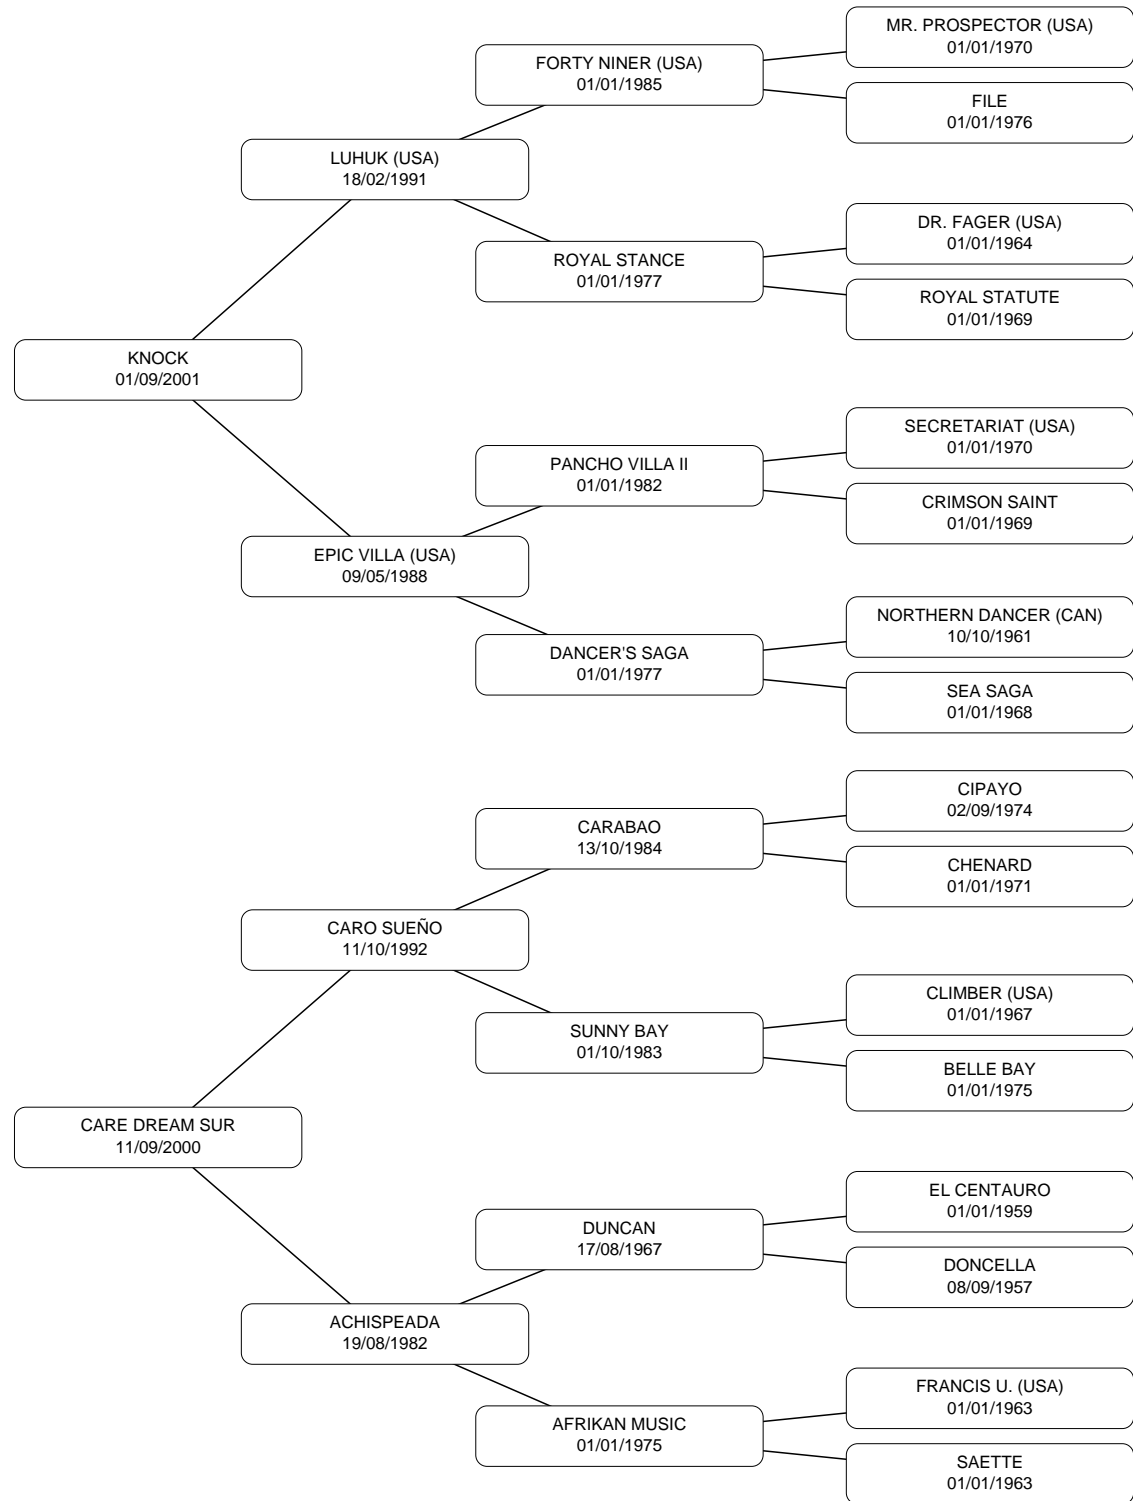 MR. PROSPECTOR (USA)
01/01/1970
FORTY NINER (USA)
01/01/1985
FILE
01/01/1976
LUHUK (USA)
18/02/1991
DR. FAGER (USA)
01/01/1964
ROYAL STANCE
01/01/1977
ROYAL STATUTE
01/01/1969
KNOCK
01/09/2001
SECRETARIAT (USA)
01/01/1970
PANCHO VILLA II
01/01/1982
CRIMSON SAINT
01/01/1969
EPIC VILLA (USA)
09/05/1988
NORTHERN DANCER (CAN)
10/10/1961
DANCER'S SAGA
01/01/1977
SEA SAGA
01/01/1968
CIPAYO
02/09/1974
CARABAO
13/10/1984
CHENARD
01/01/1971
CARO SUEÑO
11/10/1992
CLIMBER (USA)
01/01/1967
SUNNY BAY
01/10/1983
BELLE BAY
01/01/1975
CARE DREAM SUR
11/09/2000
EL CENTAURO
01/01/1959
DUNCAN
17/08/1967
DONCELLA
08/09/1957
ACHISPEADA
19/08/1982
FRANCIS U. (USA)
01/01/1963
AFRIKAN MUSIC
01/01/1975
SAETTE
01/01/1963